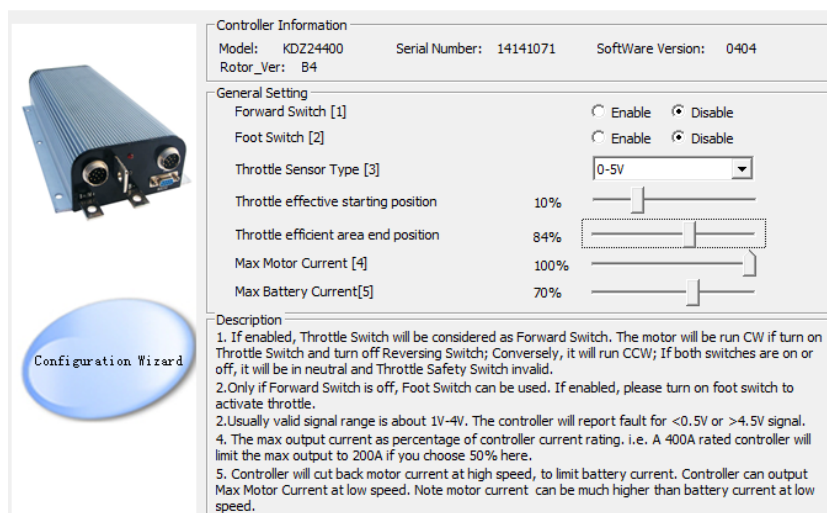 Controller Information
Model: KDZ24400 Serial Number: 14141071 SoftWare Version: 0404
Rotor_Ver: B4
General Setting
Forward Switch [1] Enable Disable
Foot Switch [2] Enable Disable
Throttle Sensor Type [3] 0-5V
Throttle effective starting position 10%
Throttle efficient area end position 84%
Max Motor Current [4] 100%
Max Battery Current[5] 70%
Configuration Wizard
Description
1. If enabled, Throttle Switch will be considered as Forward Switch. The motor will be run CW if turn on
Throttle Switch and turn off Reversing Switch; Conversely, it will run CCW; If both switches are on or
off, it will be in neutral and Throttle Safety Switch invalid.
2.Only if Forward Switch is off, Foot Switch can be used. If enabled, please turn on foot switch to
activate throttle.
2.Usually valid signal range is about 1V-4V. The controller will report fault for <0.5V or >4.5V signal.
4. The max output current as percentage of controller current rating. i.e. A 400A rated controller will
limit the max output to 200A if you choose 50% here.
5. Controller will cut back motor current at high speed, to limit battery current. Controller can output
Max Motor Current at low speed. Note motor current can be much higher than battery current at low
speed.